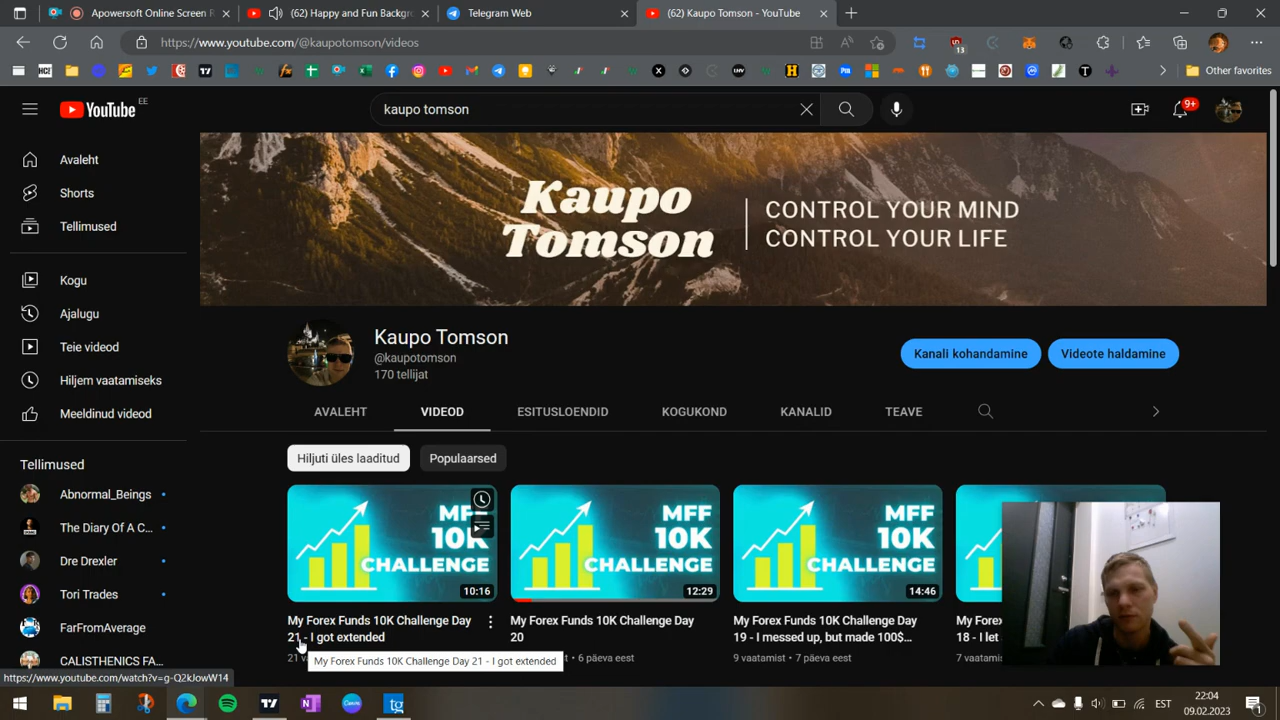 Apowersoft Online Screen R
(62) Happy and Fun Backgr
Telegram Web
(62) Kaupo Tomson - YouTube
https://www.youtube.com/@kaupotomson/videos
13
HC!
Other favorites
YouTube
EE
kaupo tomson
9+
Avaleht
Shorts
Tellimused
Kogu
Ajalugu
Teie videod
Hiljem vaatamiseks
Meeldinud videod
Tellimused
Abnormal_Beings
The Diary Of A C...
Dre Drexler
Tori Trades
FarFromAverage
CALISTHENICS FA...
Kaupo
Tomson
CONTROL YOUR MIND
CONTROL YOUR LIFE
Kaupo Tomson
@kaupotomson
170 tellijat
Kanali kohandamine
Videote haldamine
AVALEHT
VIDEOD
ESITUSLOENDID
KOGUKOND
KANALID
TEAVE
Hiljuti üles laaditud
Populaarsed
MFF
10K
CHALLENGE
10:16
My Forex Funds 10K Challenge Day
21 - I got extended
21
My Forex Funds 10K Challenge Day 21 - I got extended
MFF
10K
CHALLENGE
12:29
My Forex Funds 10K Challenge Day
20
• 6 päeva eest
MFF
10K
CHALLENGE
14:46
My Forex Funds 10K Challenge Day
19 - I messed up, but made 100$...
9 vaatamist • 7 päeva eest
My Forex
18 - I let
https://www.youtube.com/watch?v=g-Q2kJowW14
tg
EST
22:04
09.02.2023
1